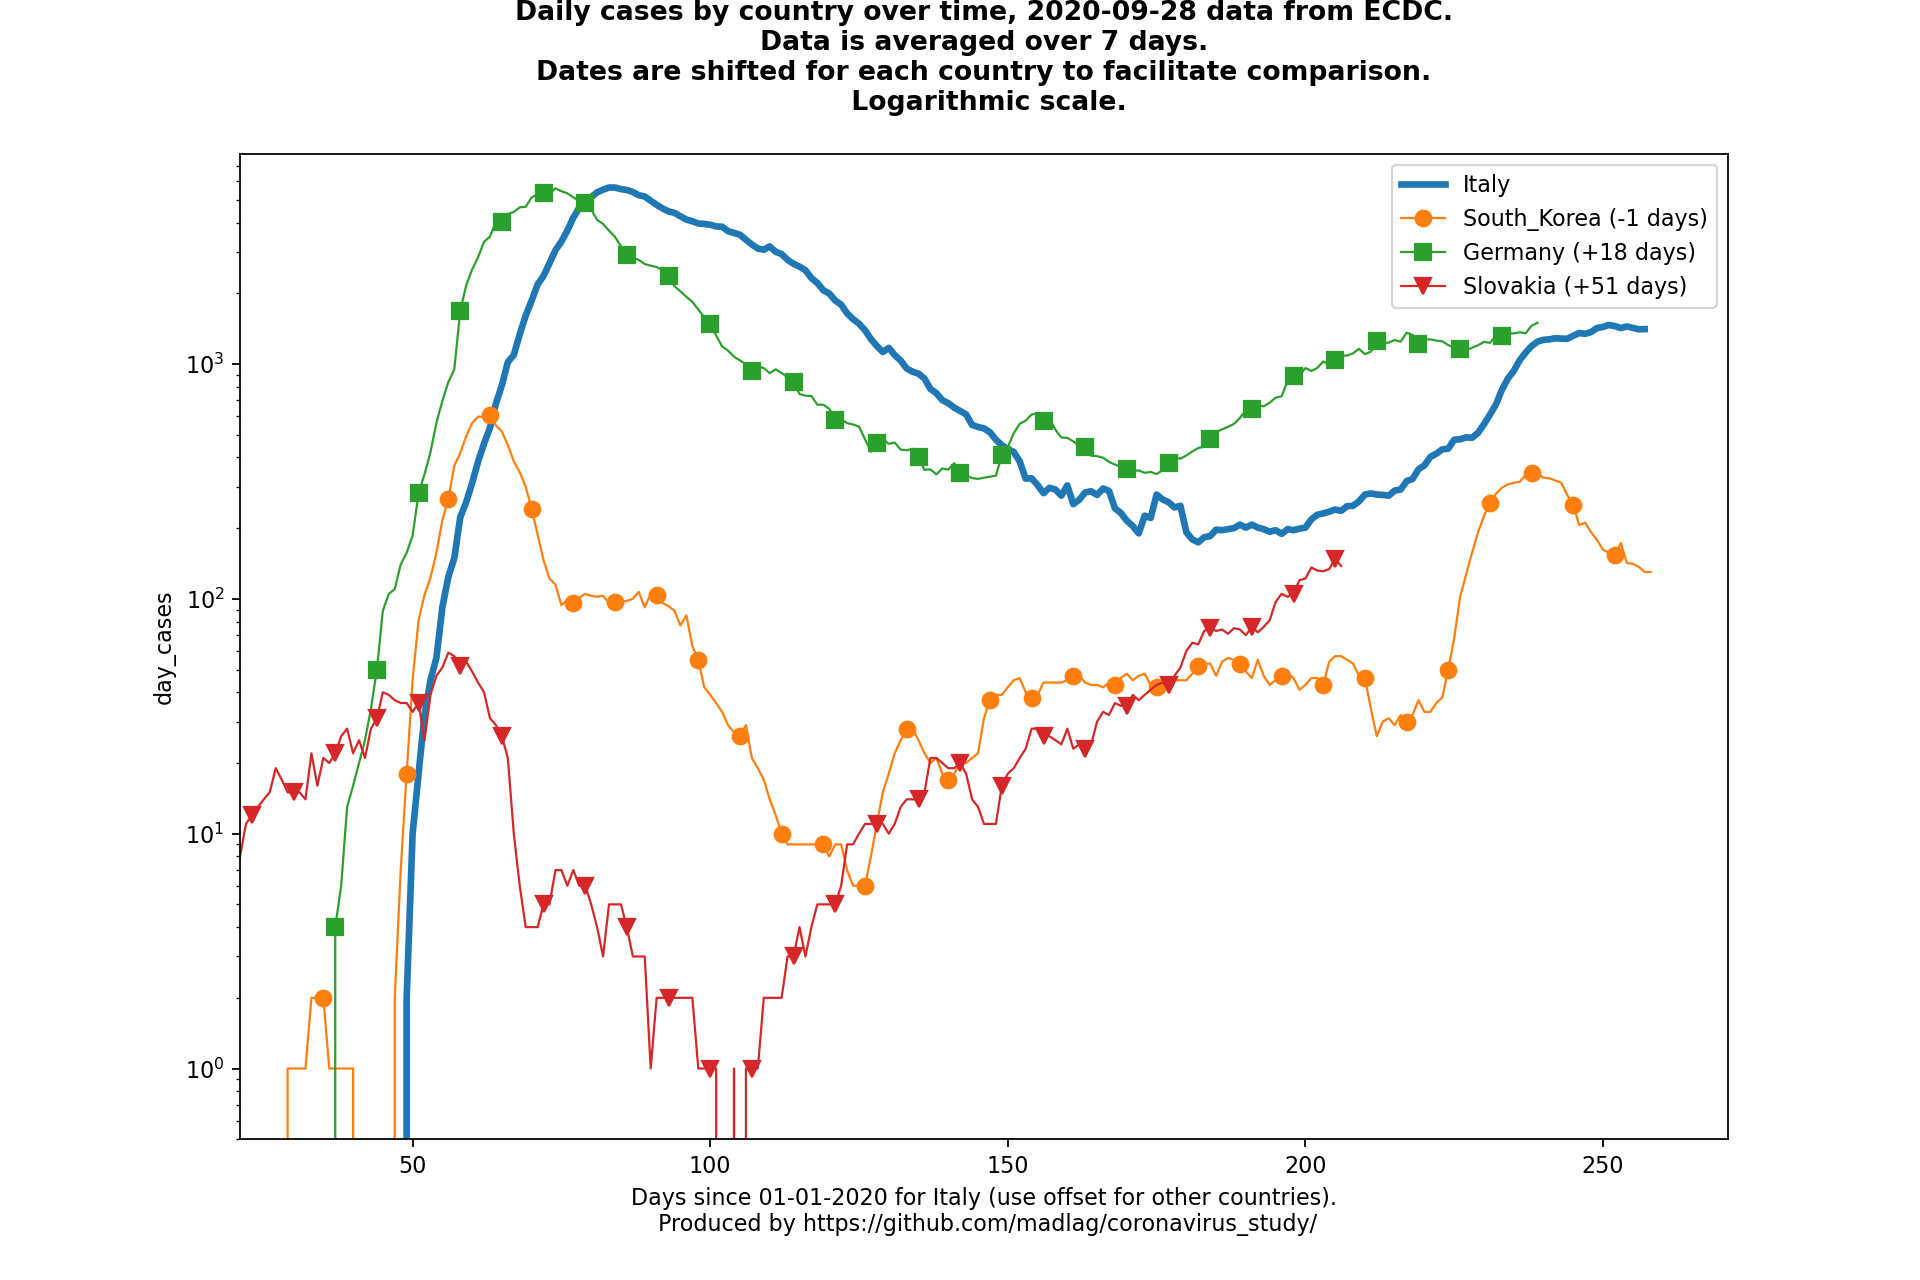 Daily cases by country over time, 2020-09-28 data from ECDC.
Data is averaged over 7 days.
Dates are shifted for each country to facilitate comparison.
Logarithmic scale.
Italy
South_Korea (-1 days)
Germany (+18 days)
Slovakia (+51 days)
day_cases
10³
10²
10¹
10⁰
50 100 150 200 250
Days since 01-01-2020 for Italy (use offset for other countries).
Produced by https://github.com/madlag/coronavirus_study/